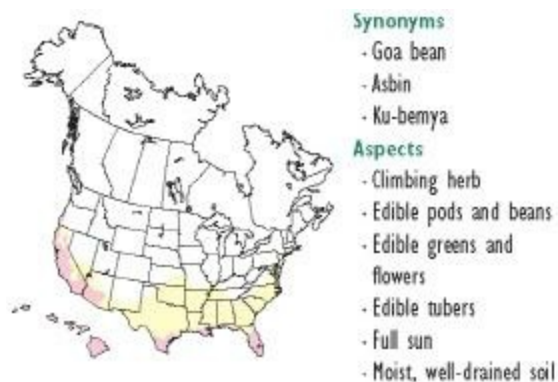 Synonyms
- Goa bean
- Asbin
- Ku-bemya
Aspects
- Climbing herb
- Edible pods and beans
- Edible greens and
flowers
- Edible tubers
- Full sun
- Moist, well-drained soil